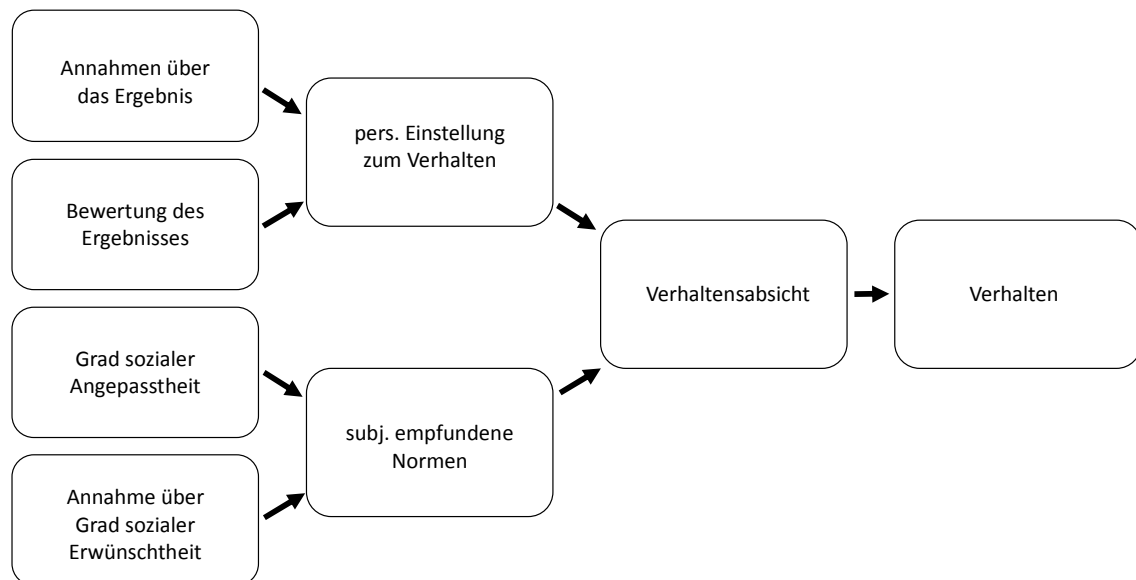 Annahmen über
das Ergebnis
pers. Einstellung
zum Verhalten
Bewertung des
Ergebnisses
Verhaltensabsicht
Verhalten
Grad sozialer
Angepasstheit
subj. empfundene
Normen
Annahme über
Grad sozialer
Erwünschtheit